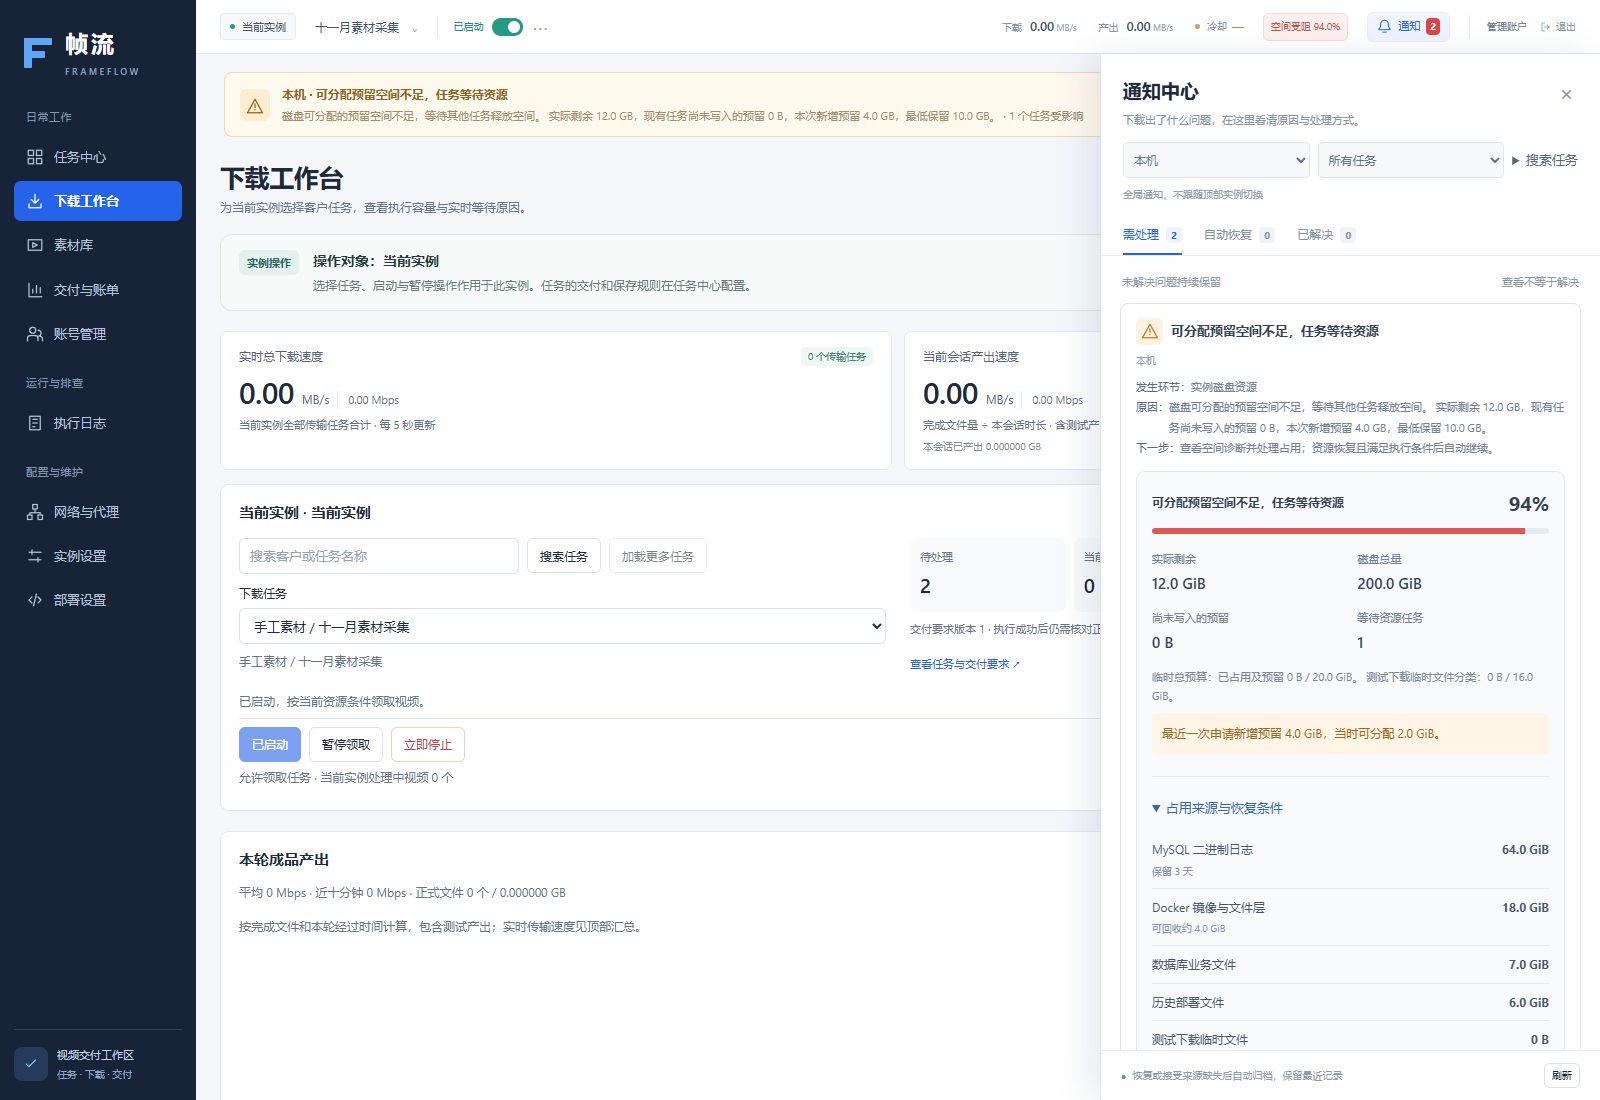 帧流
FRAMEFLOW
日常工作
任务中心
下载工作台
素材库
交付与账单
账号管理
运行与排查
执行日志
配置与维护
网络与代理
实例设置
部署设置
视频交付工作区
任务 · 下载 · 交付
当前实例
十一月素材采集
已启动
下载 0.00 MB/s
产出 0.00 MB/s
冷却 —
空间受阻 94.0%
通知 2
管理账户
退出
本机 · 可分配预留空间不足，任务等待资源
磁盘可分配的预留空间不足，等待其他任务释放空间。 实际剩余 12.0 GB，现有任务尚未写入的预留 0 B，本次新增预留 4.0 GB，最低保留 10.0 GB。 · 1 个任务受影响
下载工作台
为当前实例选择客户任务，查看执行容量与实时等待原因。
实例操作
操作对象：当前实例
选择任务、启动与暂停操作作用于此实例。任务的交付和保存规则在任务中心配置。
实时总下载速度
0 个传输任务
0.00 MB/s 0.00 Mbps
当前实例全部传输任务合计 · 每 5 秒更新
当前会话产出速度
0.00 MB/s 0.00 Mbps
完成文件量 ÷ 本会话时长 · 含测试产
本会话已产出 0.000000 GB
当前实例 · 当前实例
搜索客户或任务名称
搜索任务
加载更多任务
下载任务
手工素材 / 十一月素材采集
手工素材 / 十一月素材采集
已启动，按当前资源条件领取视频。
已启动
暂停领取
立即停止
允许领取任务 · 当前实例处理中视频 0 个
待处理
2
当前
0
交付要求版本 1 · 执行成功后仍需核对正
查看任务与交付要求 ↗
本轮成品产出
平均 0 Mbps · 近十分钟 0 Mbps · 正式文件 0 个 / 0.000000 GB
按完成文件和本轮经过时间计算，包含测试产出；实时传输速度见顶部汇总。
通知中心
下载出了什么问题，在这里看清原因与处理方式。
本机
所有任务
▶ 搜索任务
全局通知，不跟随顶部实例切换
需处理 2
自动恢复 0
已解决 0
未解决问题持续保留
查看不等于解决
可分配预留空间不足，任务等待资源
本机
发生环节：实例磁盘资源
原因：磁盘可分配的预留空间不足，等待其他任务释放空间。 实际剩余 12.0 GB，现有任
务尚未写入的预留 0 B，本次新增预留 4.0 GB，最低保留 10.0 GB。
下一步：查看空间诊断并处理占用；资源恢复且满足执行条件后自动继续。
可分配预留空间不足，任务等待资源
94%
实际剩余
12.0 GiB
磁盘总量
200.0 GiB
尚未写入的预留
0 B
等待资源任务
1
临时总预算：已占用及预留 0 B / 20.0 GiB。 测试下载临时文件分类：0 B / 16.0
GiB。
最近一次申请新增预留 4.0 GiB，当时可分配 2.0 GiB。
▼ 占用来源与恢复条件
MySQL 二进制日志
64.0 GiB
保留 3 天
Docker 镜像与文件层
18.0 GiB
可回收约 4.0 GiB
数据库业务文件
7.0 GiB
历史部署文件
6.0 GiB
测试下载临时文件
0 B
恢复或接受来源缺失后自动归档，保留最近记录
刷新